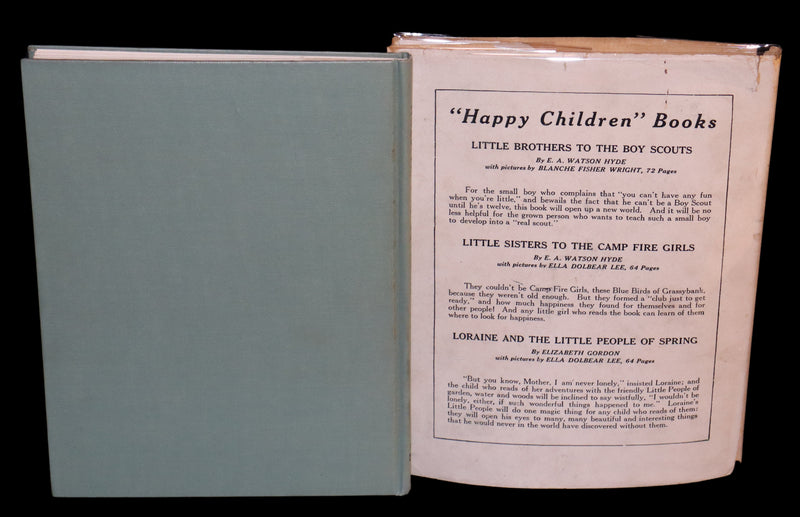 "Happy Children" Books
LITTLE BROTHERS TO THE BOY SCOUTS
By E. A. WATSON HYDE
with pictures by BLANCHE FISHER WRIGHT, 72 Pages
For the small boy who complains that "you can't have any fun
when you're little," and bewails the fact that he can't be a Boy Scout
until he's twelve, this book will open up a new world. And it will be no
less helpful for the grown person who wants to teach such a small boy
to develop into a "real scout."
LITTLE SISTERS TO THE CAMP FIRE GIRLS
By E. A. WATSON HYDE
with pictures by ELLA DOLBEAR LEE, 64 Pages
They couldn't be Camp Fire Girls, these Blue Birds of Grassybank,
because they weren't old enough. But they formed a "club just to get
ready," and how much happiness they found for themselves and for
other people! And any little girl who reads the book can learn of them
where to look for happiness.
LORAINE AND THE LITTLE PEOPLE OF SPRING
By ELIZABETH GORDON
with pictures by ELLA DOLBEAR LEE, 64 Pages
"But you know, Mother, I am never lonely," insisted Loraine; and
the child who reads of her adventures with the friendly Little People of
garden, water and woods will be inclined to say wistfully, "I wouldn't be
lonely, either, if such wonderful things happened to me." Loraine's
Little People will do one magic thing for any child who reads of them:
they will open his eyes to many, many beautiful and interesting things
that he would never in the world have discovered without them.